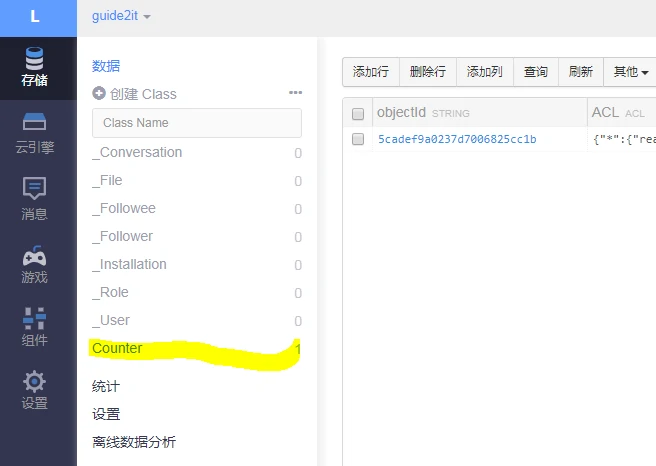 L
guide2it
存储
云引擎
消息
游戏
组件
设置
数据
创建 Class
Class Name
_Conversation 0
_File 0
_Followee 0
_Follower 0
_Installation 0
_Role 0
_User 0
Counter 1
统计
设置
离线数据分析
添加行 删除行 添加列 查询 刷新 其他
objectId STRING ACL ACL
5cadef9a0237d7006825cc1b {"*":{"rea